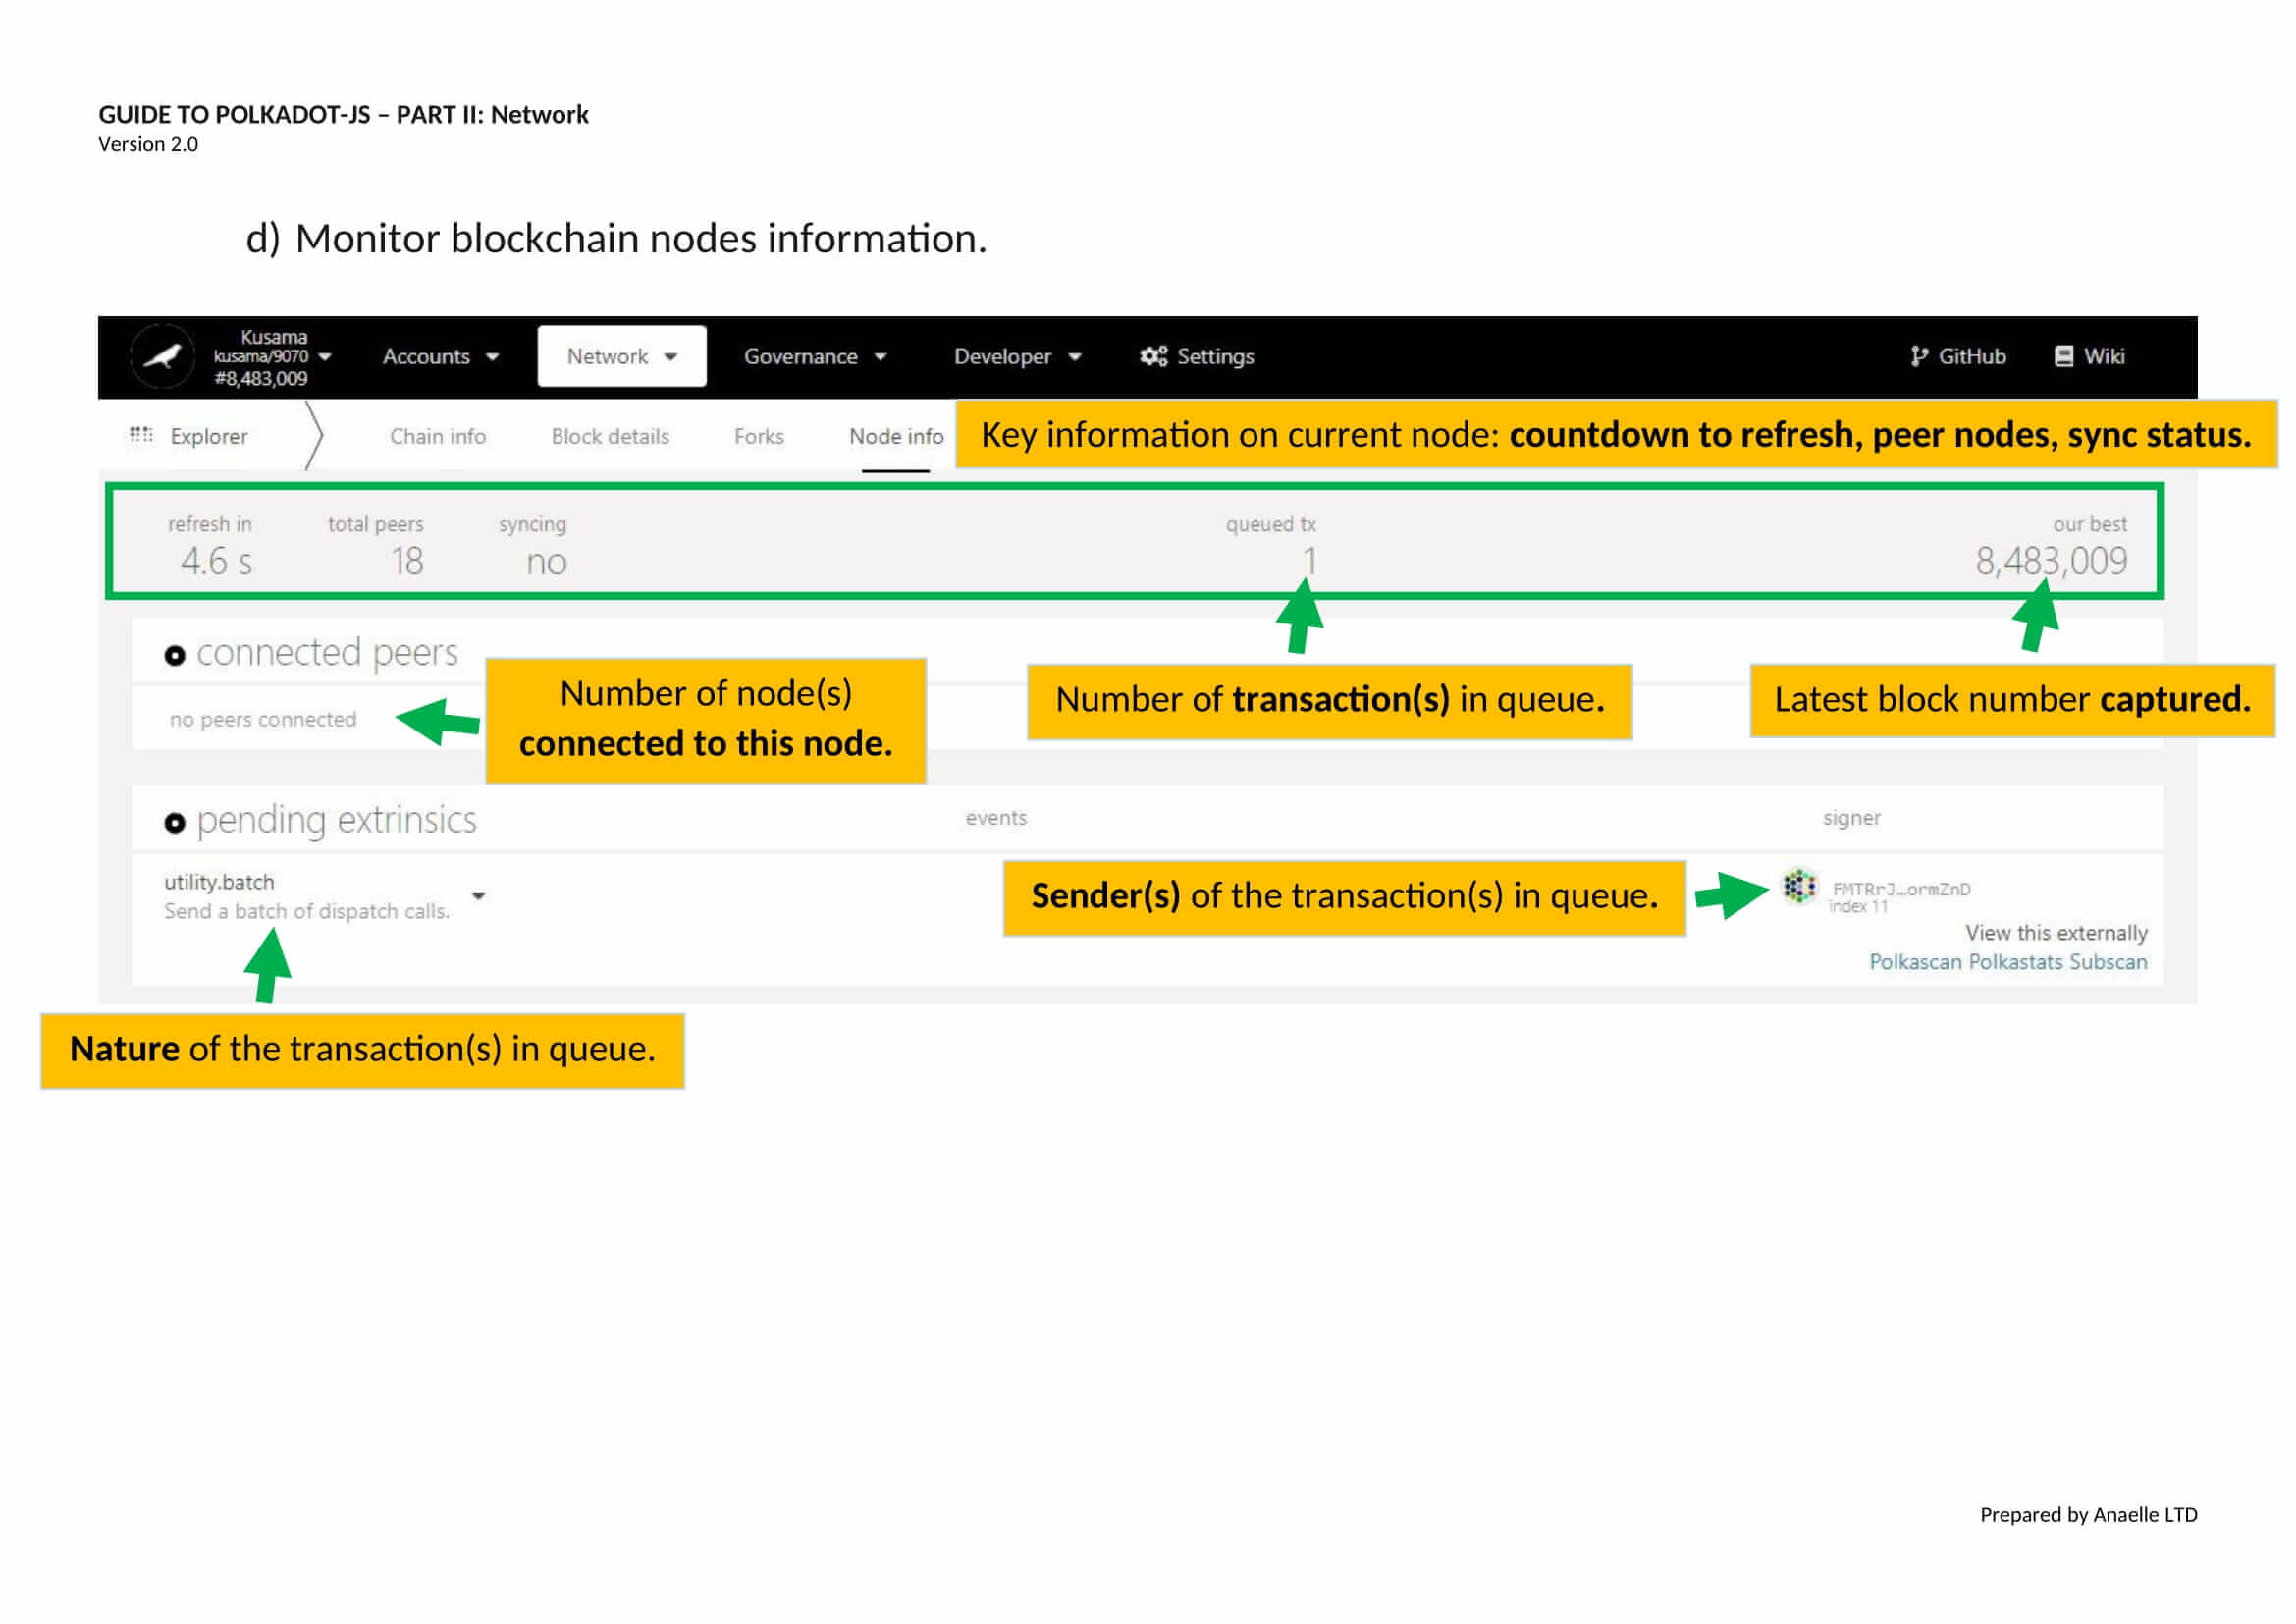 GUIDE TO POLKADOT-JS – PART II: Network
Version 2.0
d) Monitor blockchain nodes information.
Kusama
kusama/9070
#8,483,009
Accounts
Network
Governance
Developer
Settings
GitHub
Wiki
Explorer
Chain info
Block details
Forks
Node info
Key information on current node: countdown to refresh, peer nodes, sync status.
refresh in
4.6 s
total peers
18
syncing
no
queued tx
1
our best
8,483,009
connected peers
no peers connected
Number of node(s)
connected to this node.
Number of transaction(s) in queue.
Latest block number captured.
pending extrinsics
events
signer
utility.batch
Send a batch of dispatch calls.
Sender(s) of the transaction(s) in queue.
FMTRrJ…ormZnD
index 11
View this externally
Polkascan Polkastats Subscan
Nature of the transaction(s) in queue.
Prepared by Anaelle LTD